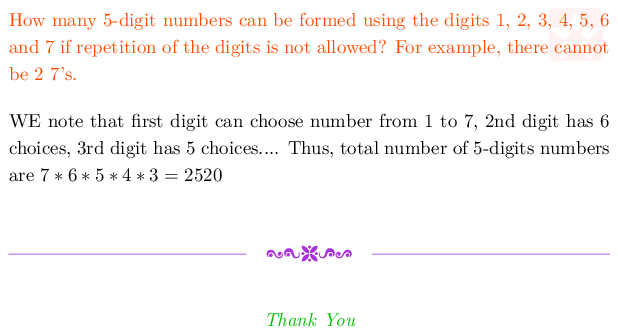 How many 5-digit numbers can be formed using the digits 1, 2, 3, 4, 5, 6
and 7 if repetition of the digits is not allowed? For example, there cannot
be 2 7's.
WE note that first digit can choose number from 1 to 7, 2nd digit has 6
choices, 3rd digit has 5 choices.... Thus, total number of 5-digits numbers
are 7 ∗ 6 ∗ 5 ∗ 4 ∗ 3 = 2520
Thank You